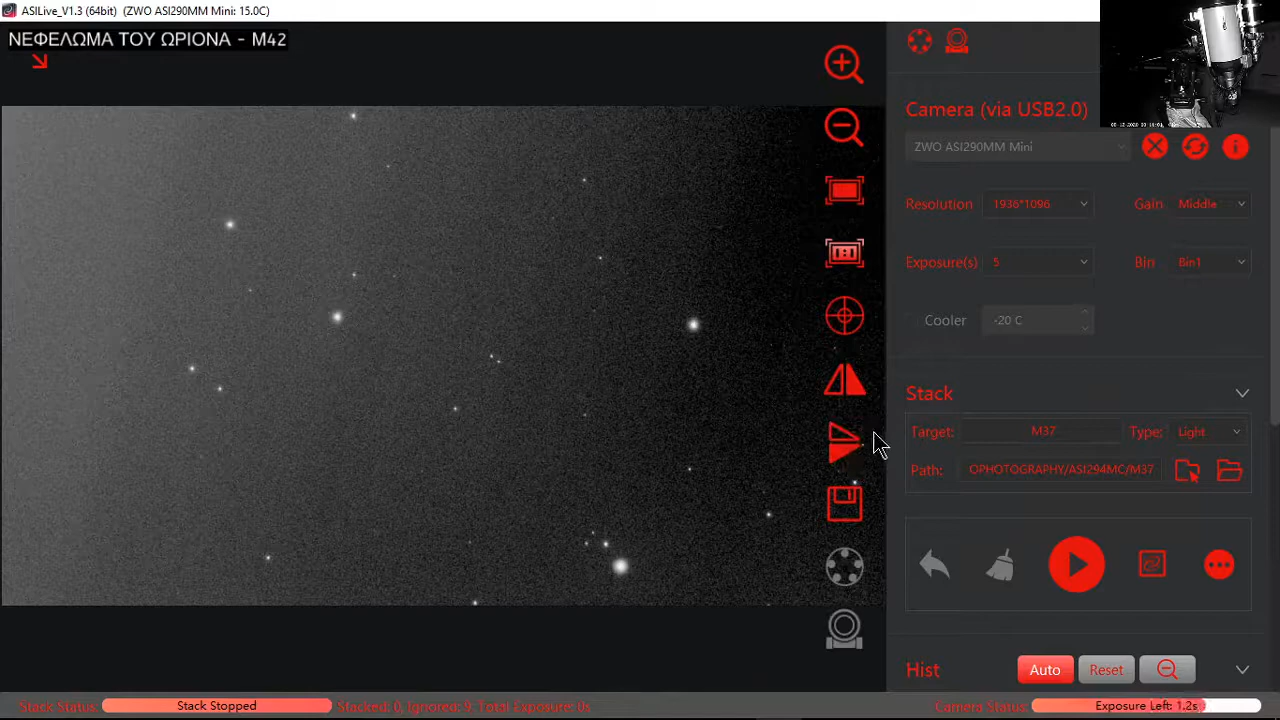 ASILive_V1.3 (64bit) (ZWO ASI290MM Mini: 15.0C)
ΝΕΦΕΛΩΜΑ ΤΟΥ ΩΡΙΟΝΑ - Μ42
Camera (via USB2.0)
ZWO ASI290MM Mini
Resolution 1936*1096 Gain Middle
Exposure(s) 5 Bin Bin1
Cooler -20 C
Stack
Target: M37 Type: Light
Path: OPHOTOGRAPHY/ASI294MC/M37
Hist Auto Reset
Stack Status: Stack Stopped Stacked: 0, Ignored: 9, Total Exposure: 0s Camera Status: Exposure Left: 1.2s